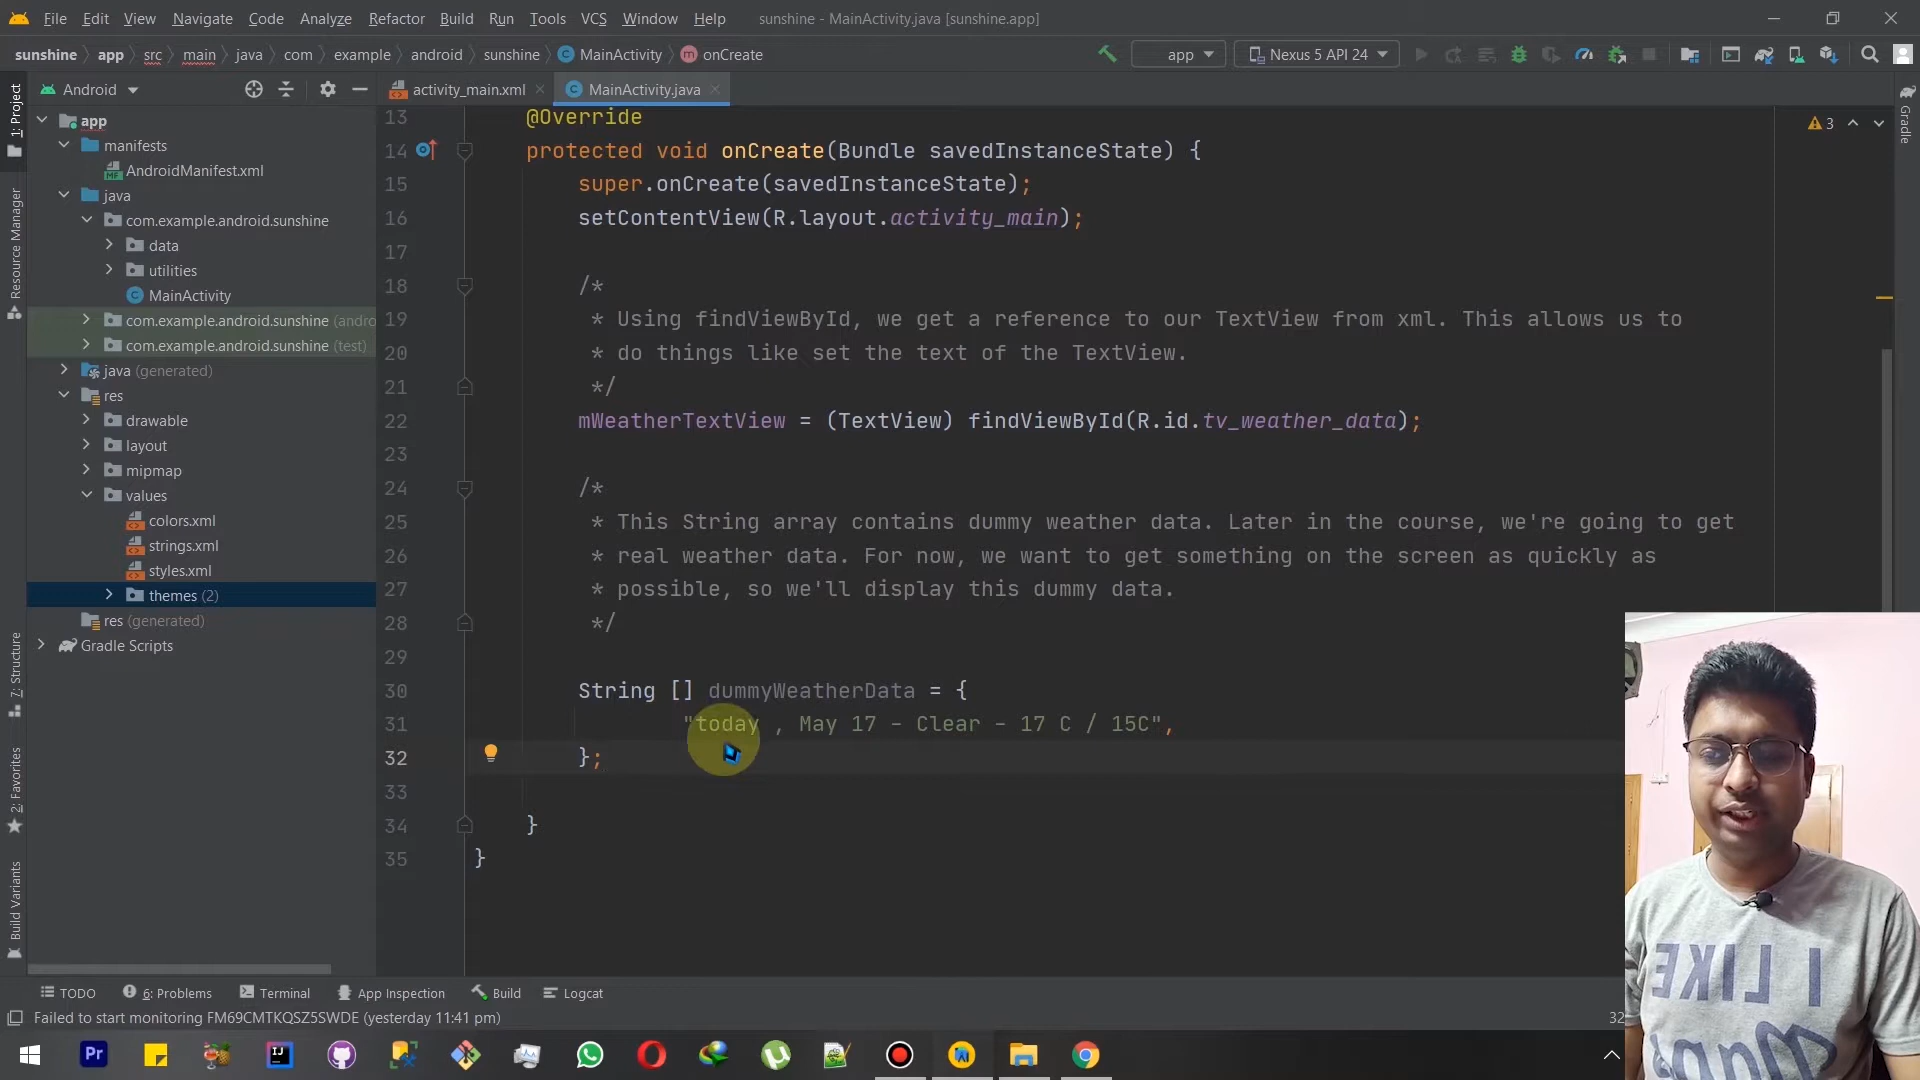 File Edit View Navigate Code Analyze Refactor Build Run Tools VCS Window Help sunshine - MainActivity.java [sunshine.app]
sunshine app src main java com example android sunshine MainActivity onCreate app Nexus 5 API 24
Android activity_main.xml MainActivity.java
1: Project
Resource Manager
7: Structure
2: Favorites
Build Variants
Gradle
app
manifests
AndroidManifest.xml
java
com.example.android.sunshine
data
utilities
MainActivity
com.example.android.sunshine (andro
com.example.android.sunshine (test)
java (generated)
res
drawable
layout
mipmap
values
colors.xml
strings.xml
styles.xml
themes (2)
res (generated)
Gradle Scripts
3
13 @Override
14 protected void onCreate(Bundle savedInstanceState) {
15 super.onCreate(savedInstanceState);
16 setContentView(R.layout.activity_main);
17
18 /*
19 * Using findViewById, we get a reference to our TextView from xml. This allows us to
20 * do things like set the text of the TextView.
21 */
22 mWeatherTextView = (TextView) findViewById(R.id.tv_weather_data);
23
24 /*
25 * This String array contains dummy weather data. Later in the course, we're going to get
26 * real weather data. For now, we want to get something on the screen as quickly as
27 * possible, so we'll display this dummy data.
28 */
29
30 String [] dummyWeatherData = {
31 "today , May 17 - Clear - 17 C / 15C",
32 };
33
34 }
35 }
TODO 6: Problems Terminal App Inspection Build Logcat
Failed to start monitoring FM69CMTKQSZ5SWDE (yesterday 11:41 pm) 32
Pr
I LIKE